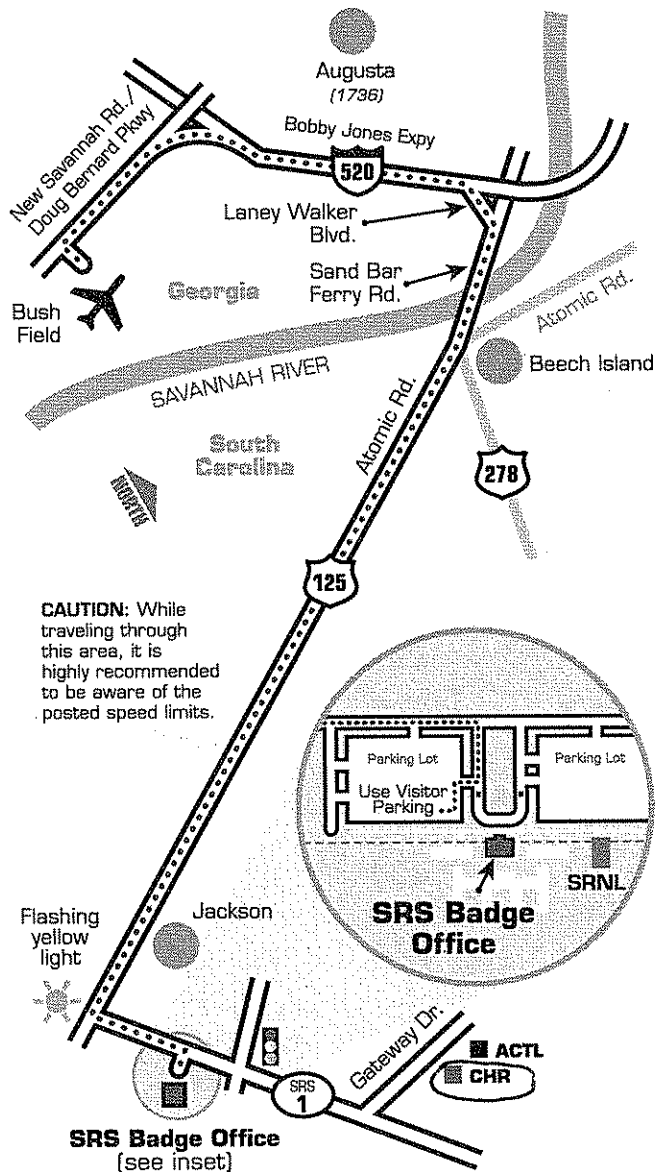 Augusta
(1736)
New Savannah Rd./
Doug Bernard Pkwy
Bobby Jones Expy
520
Laney Walker
Blvd.
Sand Bar
Ferry Rd.
Georgia
Bush
Field
Atomic Rd.
Beech Island
SAVANNAH RIVER
South
Carolina
Atomic Rd.
278
NORTH
125
CAUTION: While
traveling through
this area, it is
highly recommended
to be aware of the
posted speed limits.
Parking Lot
Parking Lot
Use Visitor
Parking
SRNL
SRS Badge
Office
Jackson
Flashing
yellow
light
Gateway Dr.
ACTL
CHR
SRS
1
SRS Badge Office
(see inset)